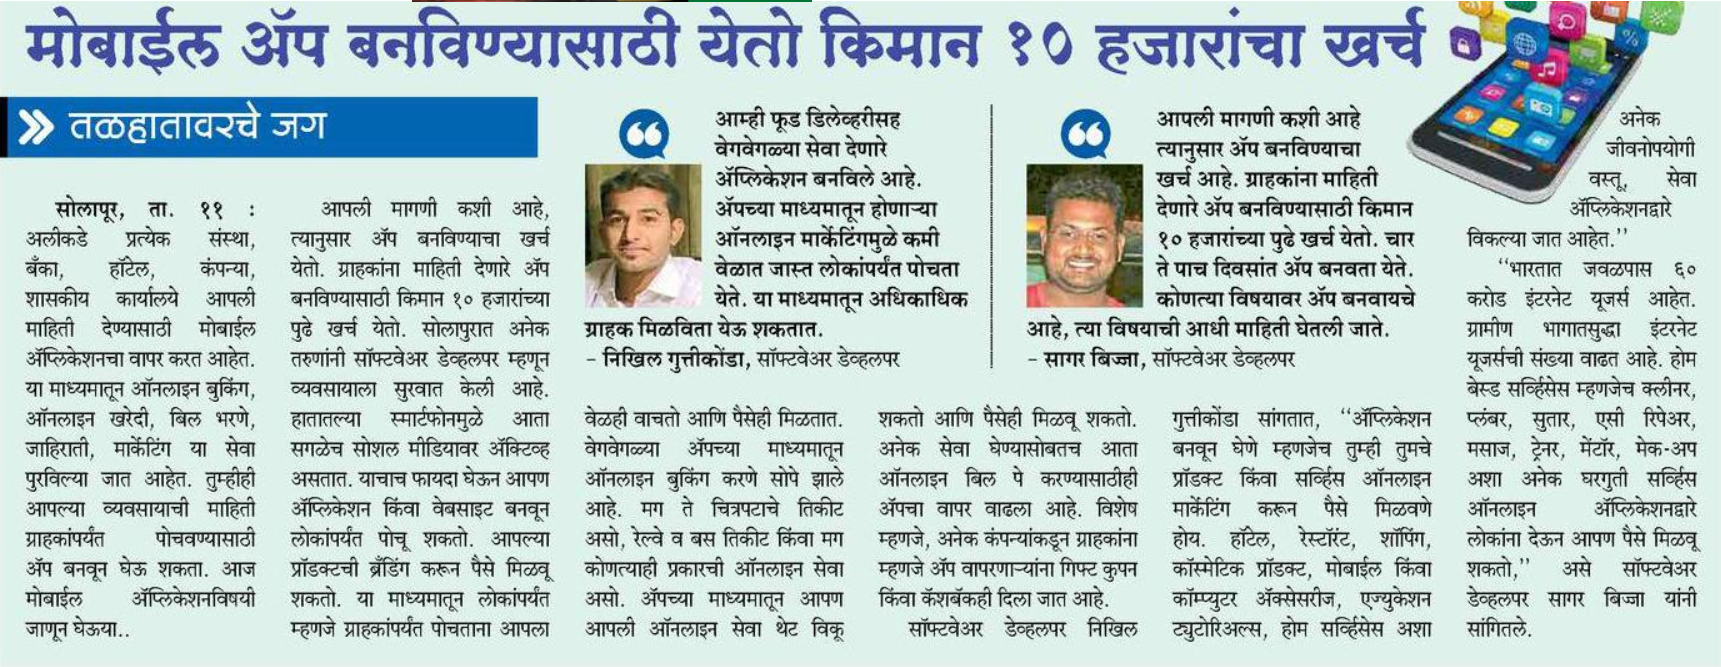 मोबाईल ॲप बनविण्यासाठी येतो किमान १० हजारांचा खर्च
तळहातावरचे जग
सोलापूर, ता. ११ :
अलीकडे प्रत्येक संस्था,
बँका, हॉटेल, कंपन्या,
शासकीय कार्यालये आपली
माहिती देण्यासाठी मोबाईल
ॲप्लिकेशनचा वापर करत आहेत.
या माध्यमातून ऑनलाइन बुकिंग,
ऑनलाइन खरेदी, बिल भरणे,
जाहिराती, मार्केटिंग या सेवा
पुरविल्या जात आहेत. तुम्हीही
आपल्या व्यवसायाची माहिती
ग्राहकांपर्यंत पोचवण्यासाठी
ॲप बनवून घेऊ शकता. आज
मोबाईल ॲप्लिकेशनविषयी
जाणून घेऊया..
आपली मागणी कशी आहे,
त्यानुसार ॲप बनविण्याचा खर्च
येतो. ग्राहकांना माहिती देणारे ॲप
बनविण्यासाठी किमान १० हजारांच्या
पुढे खर्च येतो. सोलापुरात अनेक
तरुणांनी सॉफ्टवेअर डेव्हलपर म्हणून
व्यवसायाला सुरवात केली आहे.
हातातल्या स्मार्टफोनमुळे आता
सगळेच सोशल मीडियावर ॲक्टिव्ह
असतात. याचाच फायदा घेऊन आपण
ॲप्लिकेशन किंवा वेबसाइट बनवून
लोकांपर्यंत पोचू शकतो. आपल्या
प्रॉडक्टची ब्रँडिंग करून पैसे मिळवू
शकतो. या माध्यमातून लोकांपर्यंत
म्हणजे ग्राहकांपर्यंत पोचताना आपला
आम्ही फूड डिलेव्हरीसह
वेगवेगळ्या सेवा देणारे
ॲप्लिकेशन बनविले आहे.
ॲपच्या माध्यमातून होणाऱ्या
ऑनलाइन मार्केटिंगमुळे कमी
वेळात जास्त लोकांपर्यंत पोचता
येते. या माध्यमातून अधिकाधिक
ग्राहक मिळविता येऊ शकतात.
– निखिल गुत्तीकोंडा, सॉफ्टवेअर डेव्हलपर
आपली मागणी कशी आहे
त्यानुसार ॲप बनविण्याचा
खर्च आहे. ग्राहकांना माहिती
देणारे ॲप बनविण्यासाठी किमान
१० हजारांच्या पुढे खर्च येतो. चार
ते पाच दिवसांत ॲप बनवता येते.
कोणत्या विषयावर ॲप बनवायचे
आहे, त्या विषयाची आधी माहिती घेतली जाते.
– सागर बिज्जा, सॉफ्टवेअर डेव्हलपर
वेळही वाचतो आणि पैसेही मिळतात.
वेगवेगळ्या ॲपच्या माध्यमातून
ऑनलाइन बुकिंग करणे सोपे झाले
आहे. मग ते चित्रपटाचे तिकीट
असो, रेल्वे व बस तिकीट किंवा मग
कोणत्याही प्रकारची ऑनलाइन सेवा
असो. ॲपच्या माध्यमातून आपण
आपली ऑनलाइन सेवा थेट विकू
शकतो आणि पैसेही मिळवू शकतो.
अनेक सेवा घेण्यासोबतच आता
ऑनलाइन बिल पे करण्यासाठीही
ॲपचा वापर वाढला आहे. विशेष
म्हणजे, अनेक कंपन्यांकडून ग्राहकांना
म्हणजे ॲप वापरणाऱ्यांना गिफ्ट कुपन
किंवा कॅशबॅकही दिला जात आहे.
सॉफ्टवेअर डेव्हलपर निखिल
गुत्तीकोंडा सांगतात, "ॲप्लिकेशन
बनवून घेणे म्हणजेच तुम्ही तुमचे
प्रॉडक्ट किंवा सर्व्हिस ऑनलाइन
मार्केटिंग करून पैसे मिळवणे
होय. हॉटेल, रेस्टॉरंट, शॉपिंग,
कॉस्मेटिक प्रॉडक्ट, मोबाईल किंवा
कॉम्प्युटर ॲक्सेसरीज, एज्युकेशन
ट्युटोरिअल्स, होम सर्व्हिसेस अशा
अनेक
जीवनोपयोगी
वस्तू, सेवा
ॲप्लिकेशनद्वारे
विकल्या जात आहेत."
"भारतात जवळपास ६०
करोड इंटरनेट यूजर्स आहेत.
ग्रामीण भागातसुद्धा इंटरनेट
यूजर्सची संख्या वाढत आहे. होम
बेस्ड सर्व्हिसेस म्हणजेच क्लीनर,
प्लंबर, सुतार, एसी रिपेअर,
मसाज, ट्रेनर, मेंटॉर, मेक-अप
अशा अनेक घरगुती सर्व्हिस
ऑनलाइन ॲप्लिकेशनद्वारे
लोकांना देऊन आपण पैसे मिळवू
शकतो," असे सॉफ्टवेअर
डेव्हलपर सागर बिज्जा यांनी
सांगितले.